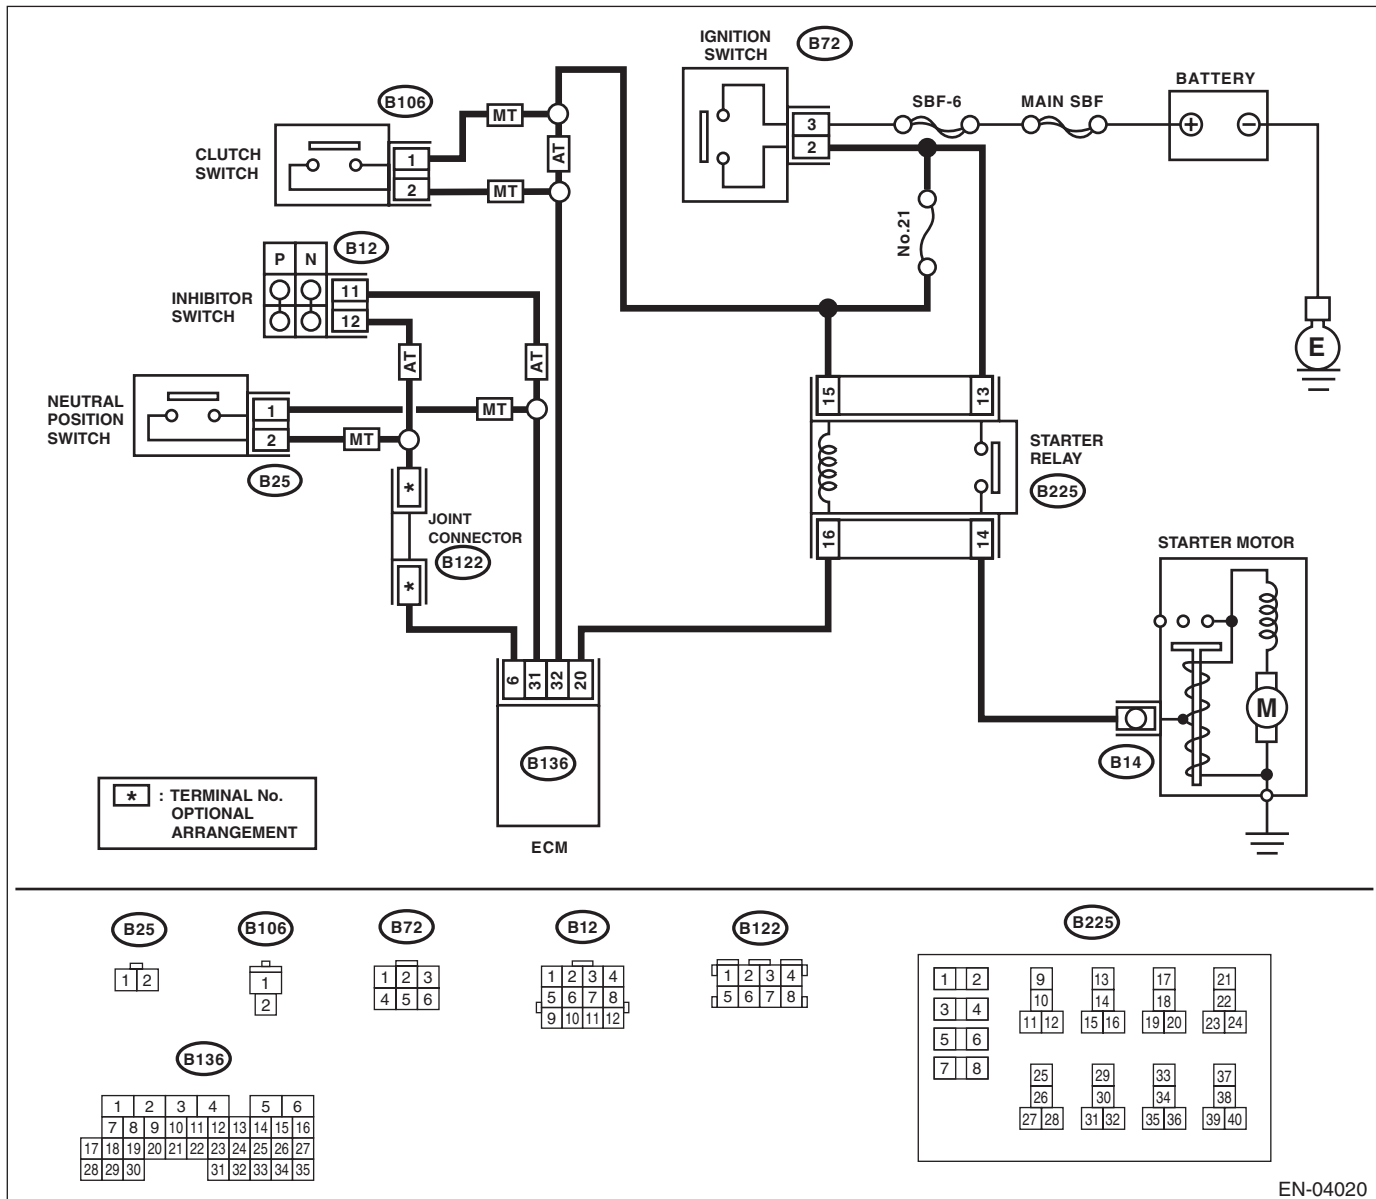 IGNITION
SWITCH
B72
BATTERY
SBF-6
MAIN SBF
B106
MT
3
2
+
−
CLUTCH
SWITCH
1
2
AT
MT
No.21
B12
P N
11
12
INHIBITOR
SWITCH
AT
AT
E
NEUTRAL
POSITION
SWITCH
1
2
MT
MT
B25
15
13
STARTER
RELAY
B225
*
JOINT
CONNECTOR
B122
*
16
14
STARTER MOTOR
6 31 32 20
M
B136
B14
ECM
* : TERMINAL No.
OPTIONAL
ARRANGEMENT
B25
1 2
B106
1
2
B72
1 2 3
4 5 6
B12
1 2 3 4
5 6 7 8
9 10 11 12
B122
1 2 3 4
5 6 7 8
B225
1 2
3 4
5 6
7 8
9
10
11 12
13
14
15 16
17
18
19 20
21
22
23 24
25
26
27 28
29
30
31 32
33
34
35 36
37
38
39 40
B136
1 2 3 4 5 6
7 8 9 10 11 12 13 14 15 16
17 18 19 20 21 22 23 24 25 26 27
28 29 30 31 32 33 34 35
EN-04020